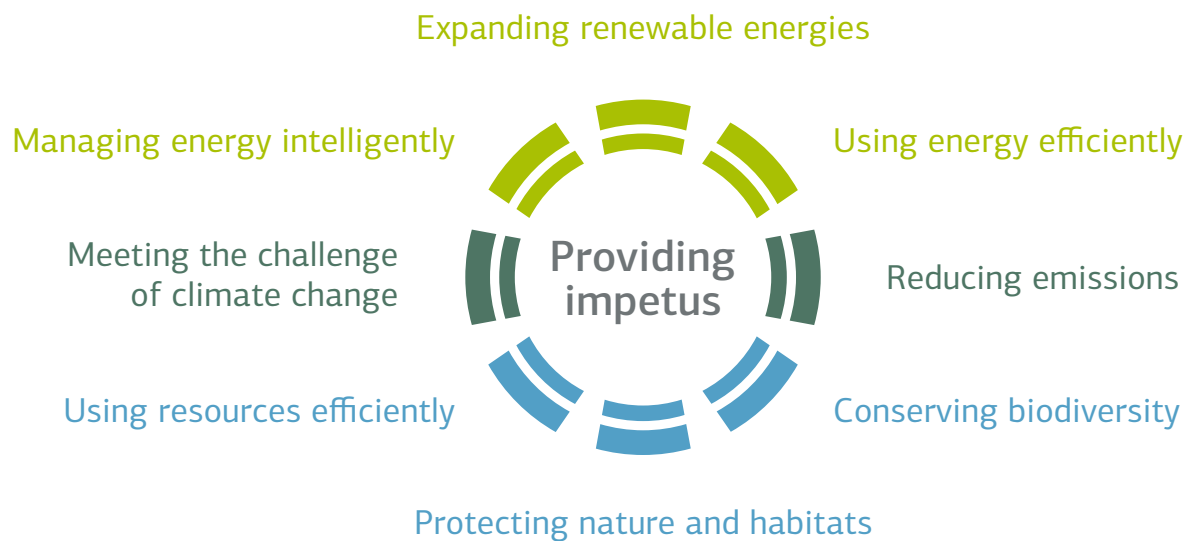 Expanding renewable energies
Managing energy intelligently
Using energy efficiently
Meeting the challenge
of climate change
Providing
impetus
Reducing emissions
Using resources efficiently
Conserving biodiversity
Protecting nature and habitats